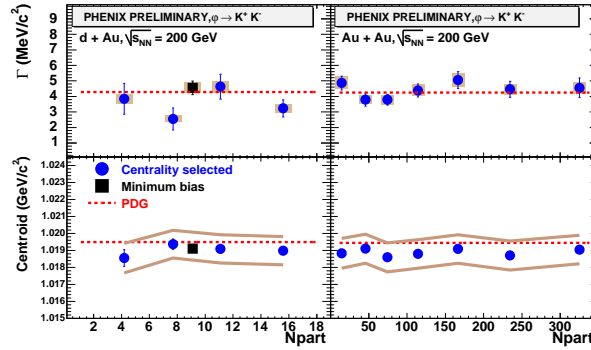 PHENIX PRELIMINARY,φ→ K⁺ K⁻
PHENIX PRELIMINARY,φ→ K⁺ K⁻
d + Au,√sNN = 200 GeV
Au + Au,√sNN = 200 GeV
Γ (MeV/c²)
9
8
7
6
5
4
3
2
1
Centrality selected
Minimum bias
PDG
Centroid (GeV/c²)
1.024
1.023
1.022
1.021
1.020
1.019
1.018
1.017
1.016
1.015
2 4 6 8 10 12 14 16 18
50 100 150 200 250 300
Npart
Npart